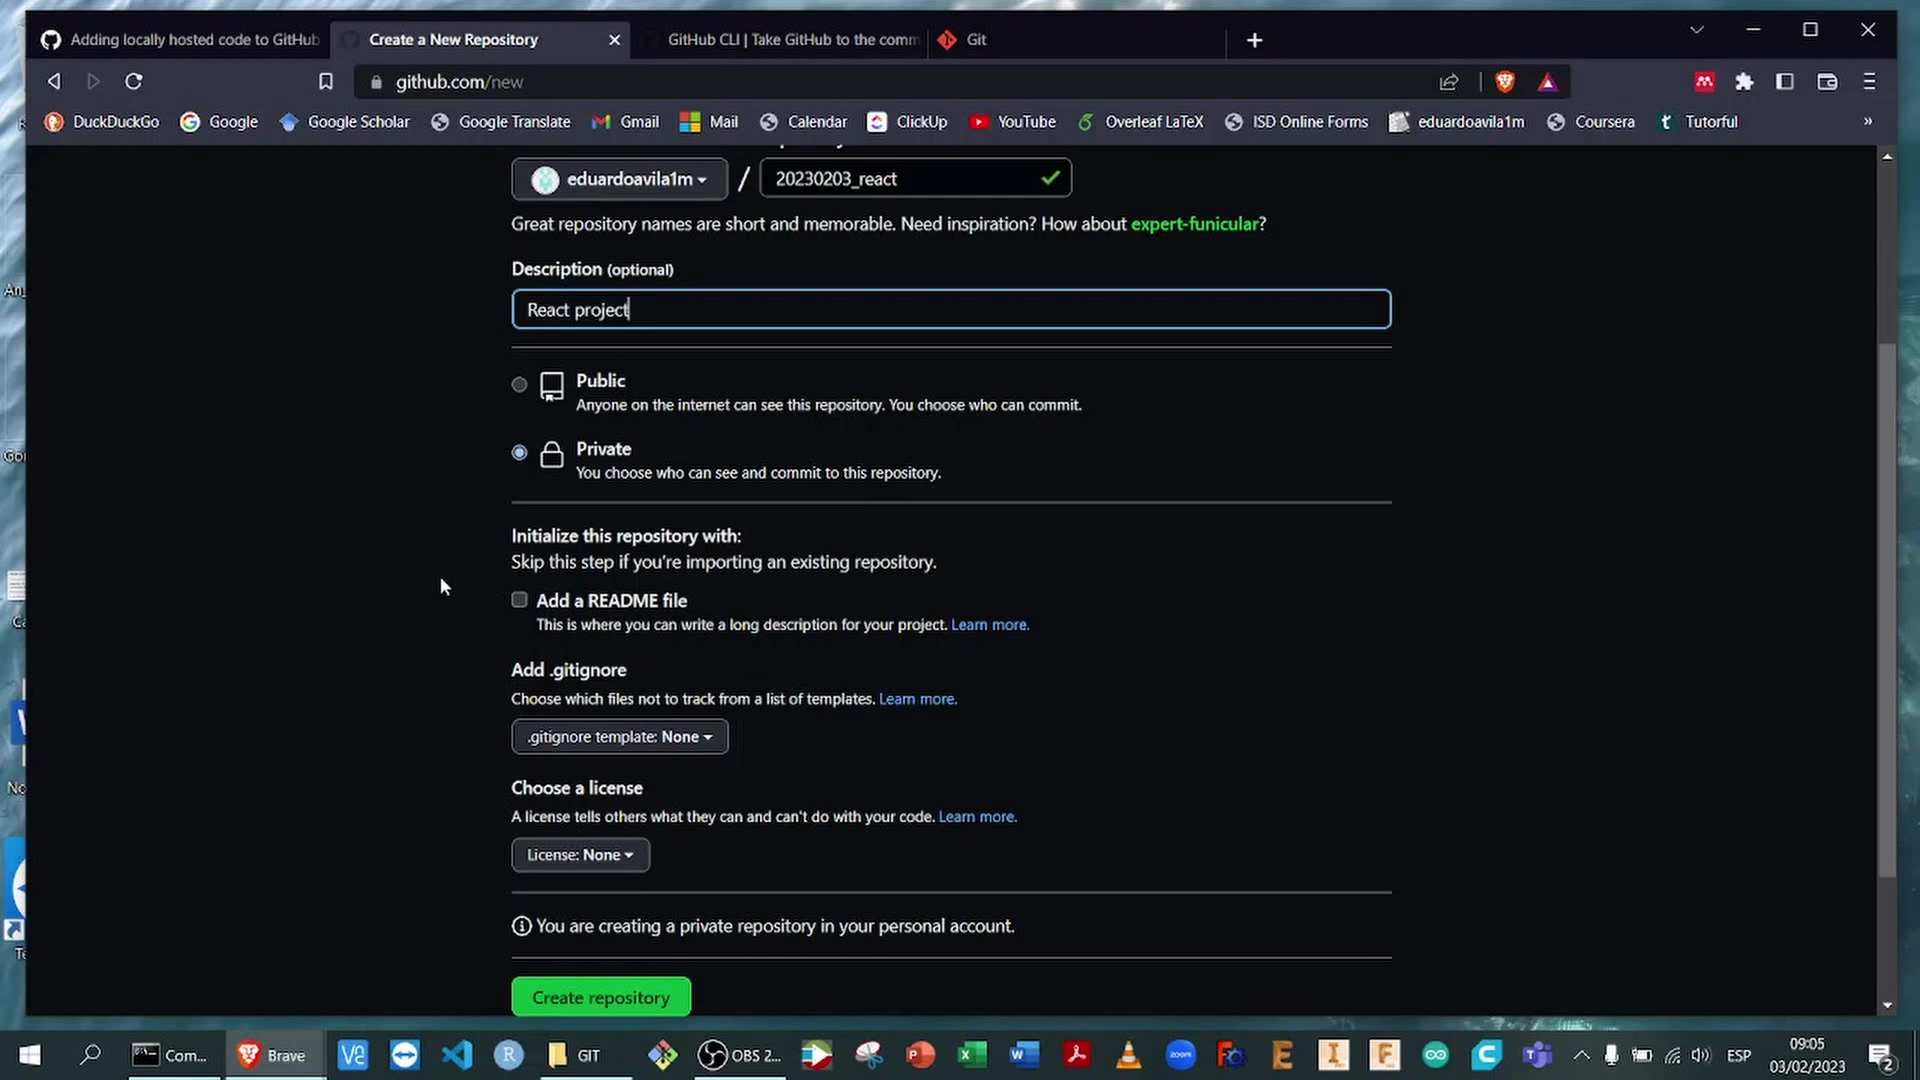 Adding locally hosted code to GitHub
Create a New Repository
GitHub CLI | Take GitHub to the comm
Git
github.com/new
DuckDuckGo
Google
Google Scholar
Google Translate
Gmail
Mail
Calendar
ClickUp
YouTube
Overleaf LaTeX
ISD Online Forms
eduardoavila1m
Coursera
Tutorful
»
eduardoavila1m / 20230203_react
Great repository names are short and memorable. Need inspiration? How about expert-funicular?
Description (optional)
React project
Public
Anyone on the internet can see this repository. You choose who can commit.
Private
You choose who can see and commit to this repository.
Initialize this repository with:
Skip this step if you're importing an existing repository.
Add a README file
This is where you can write a long description for your project. Learn more.
Add .gitignore
Choose which files not to track from a list of templates. Learn more.
.gitignore template: None
Choose a license
A license tells others what they can and can't do with your code. Learn more.
License: None
You are creating a private repository in your personal account.
Create repository
Com...
Brave
GIT
OBS 2...
zoom
ESP
09:05
03/02/2023
2